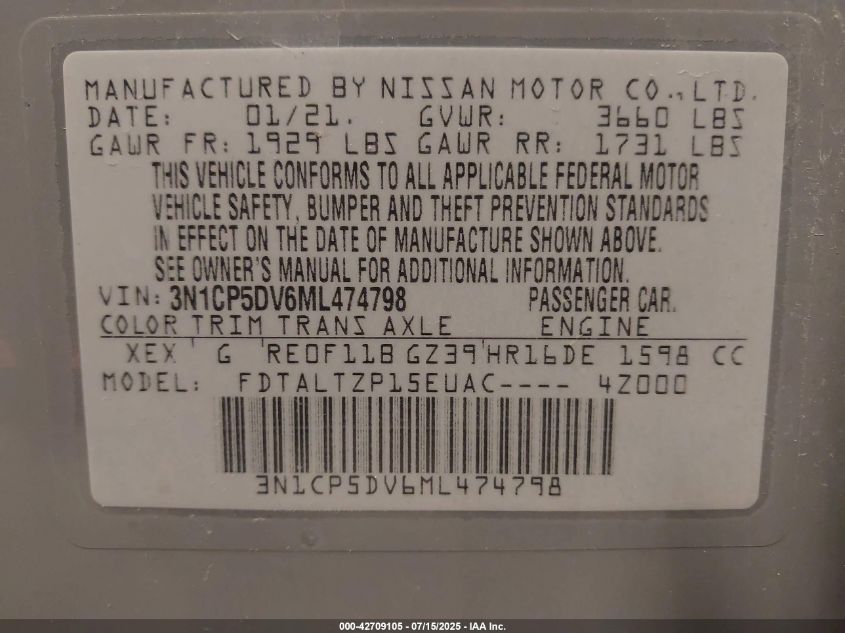 MANUFACTURED BY NISSAN MOTOR CO., LTD.
DATE: 01/21. GVWR: 3660 LBS
GAWR FR: 1929 LBS GAWR RR: 1731 LBS
THIS VEHICLE CONFORMS TO ALL APPLICABLE FEDERAL MOTOR
VEHICLE SAFETY, BUMPER AND THEFT PREVENTION STANDARDS
IN EFFECT ON THE DATE OF MANUFACTURE SHOWN ABOVE.
SEE OWNER'S MANUAL FOR ADDITIONAL INFORMATION.
VIN: 3N1CP5DV6ML474798 PASSENGER CAR.
COLOR TRIM TRANS AXLE ENGINE
XEX G RE0F11B GZ39 HR16DE 1598 CC
MODEL: FDTALTZP15EUAC---- 4Z000
3N1CP5DV6ML474798
000-42709105 - 07/15/2025 - IAA Inc.